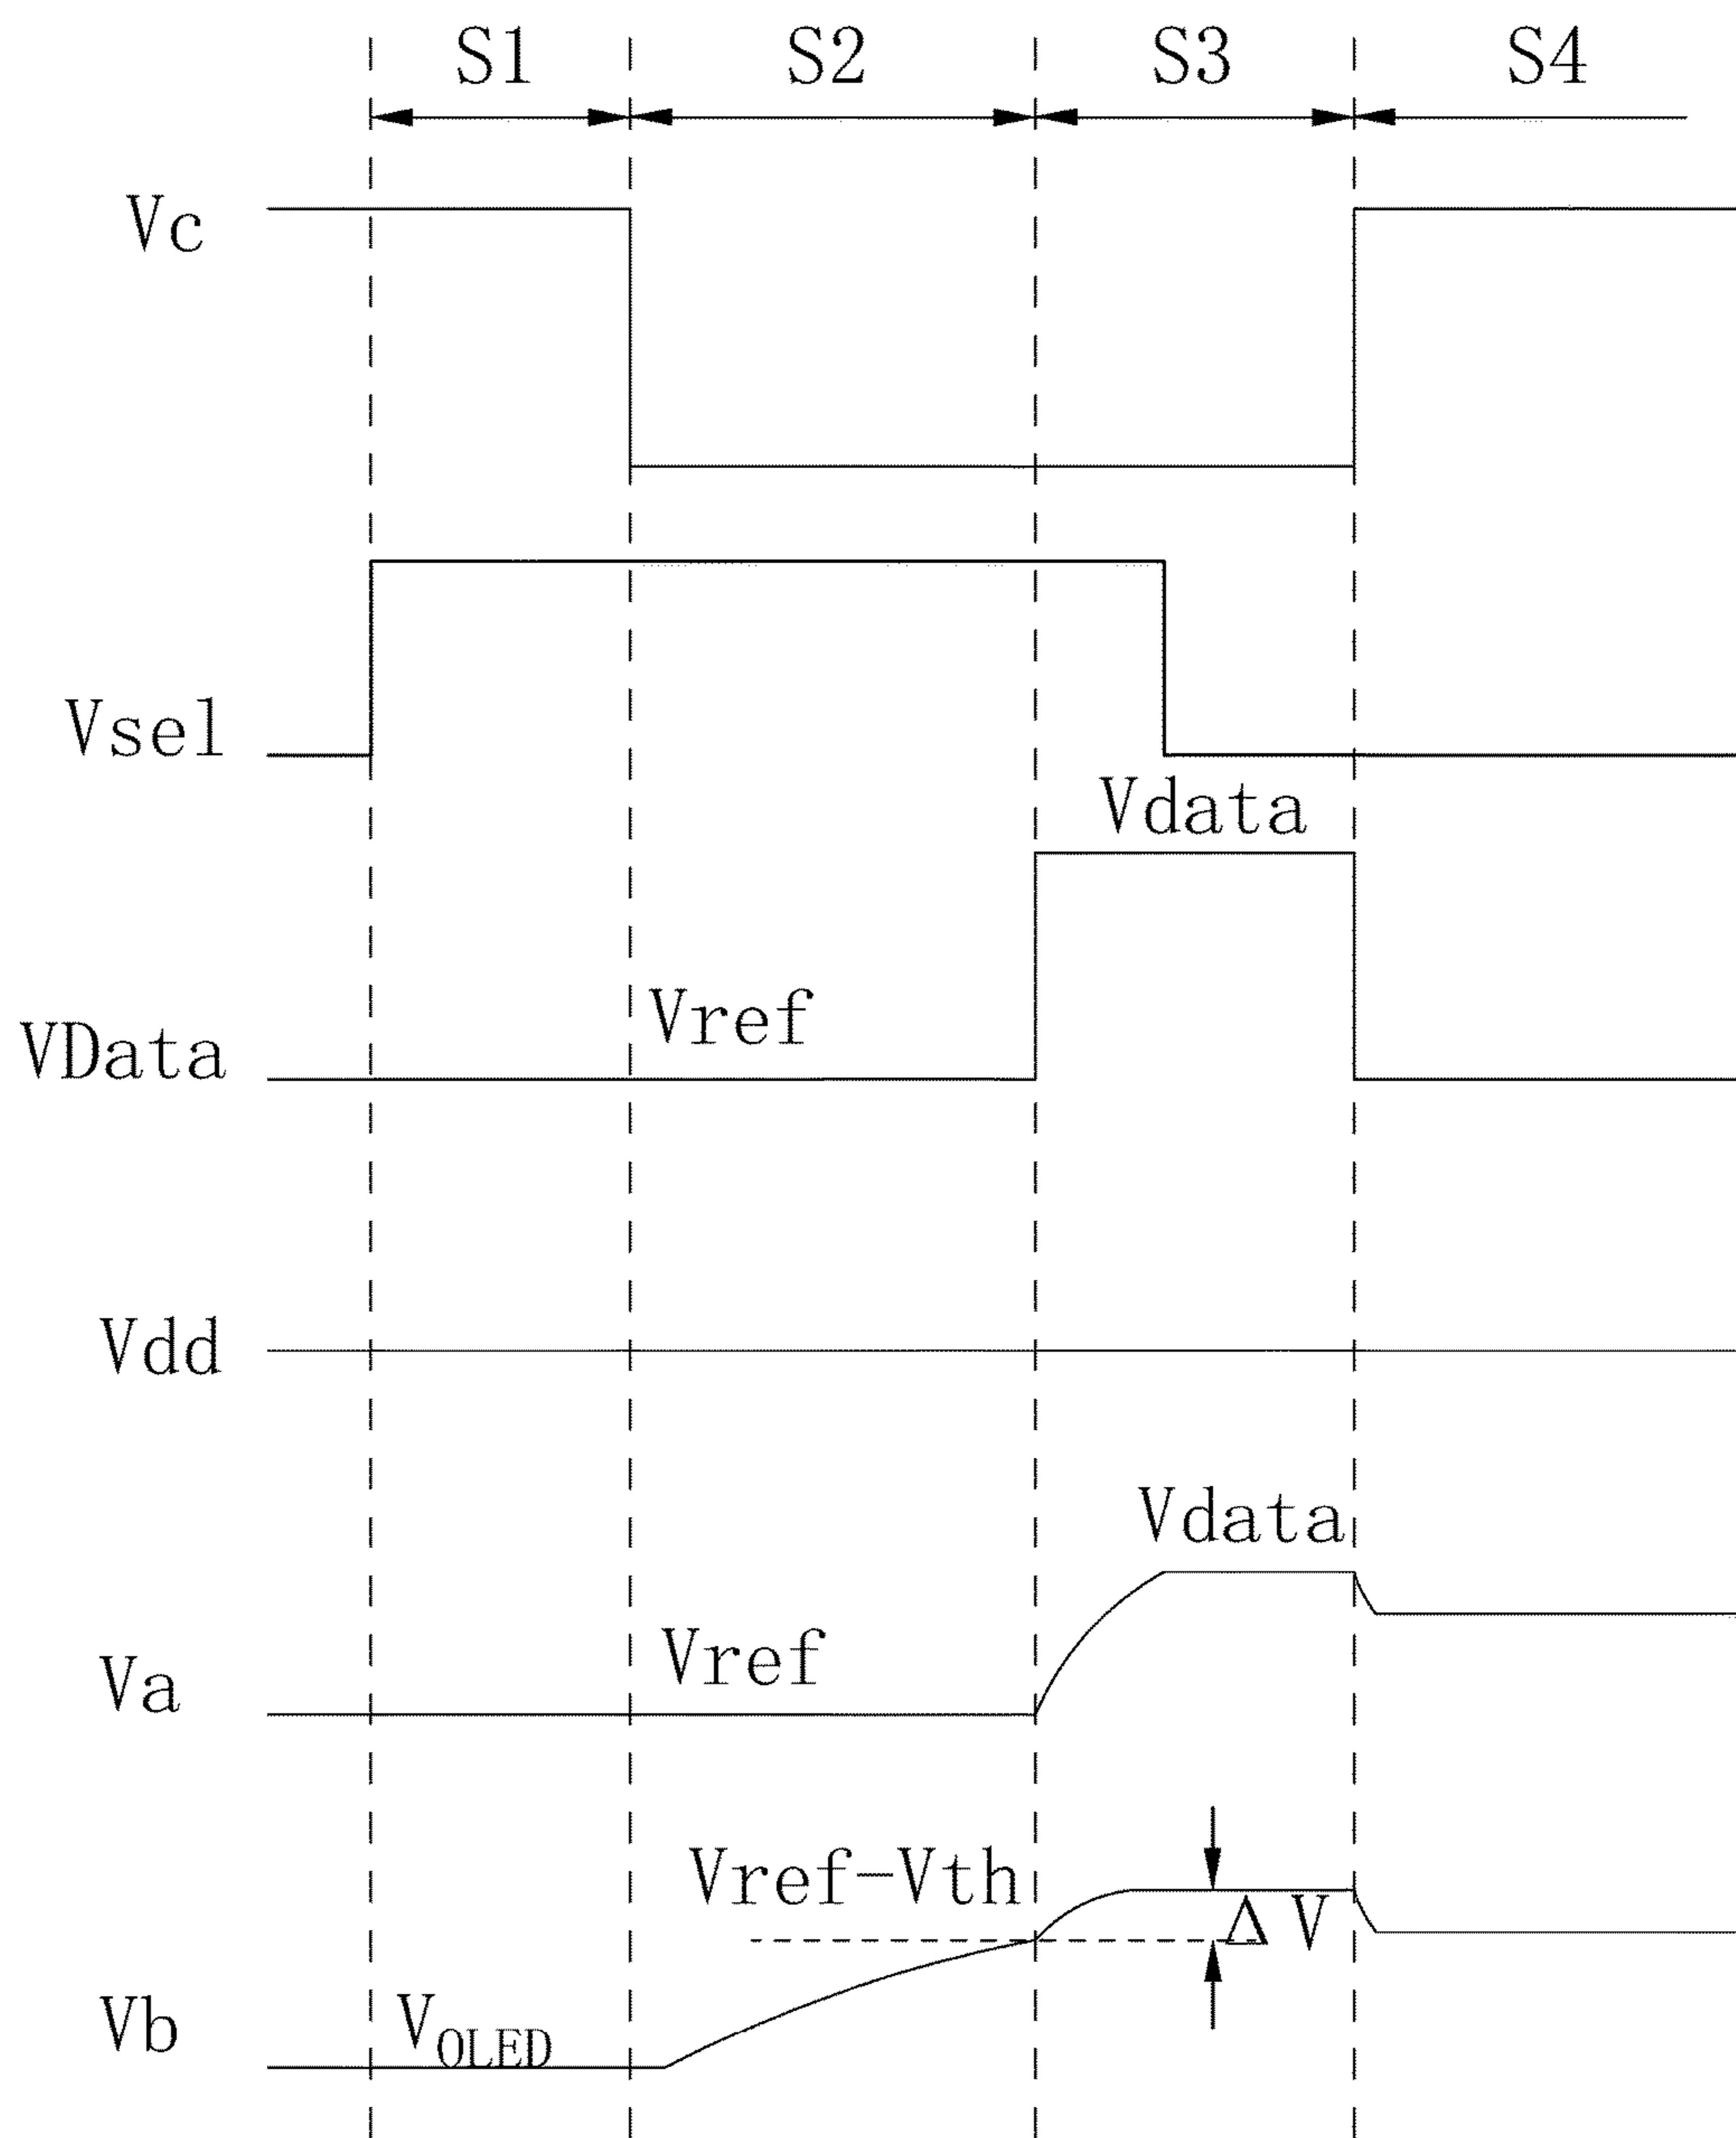 S1 S2 S3 S4
Vc
Vsel
Vdata
Vref
VData
Vdd
Vdata
Vref
Va
Vref-Vth
ΔV
VOLED
Vb